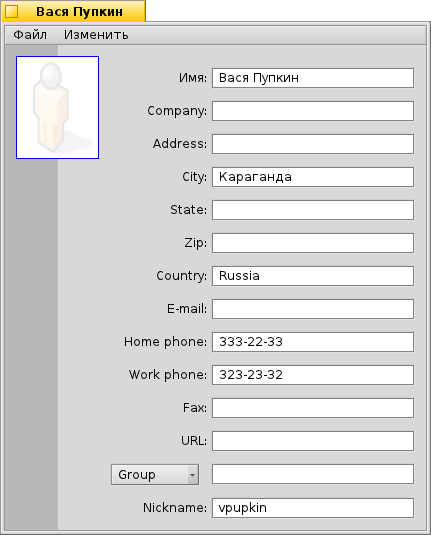 Вася Пупкин
Файл Изменить
Имя: Вася Пупкин
Company:
Address:
City: Караганда
State:
Zip:
Country: Russia
E-mail:
Home phone: 333-22-33
Work phone: 323-23-32
Fax:
URL:
Group
Nickname: vpupkin